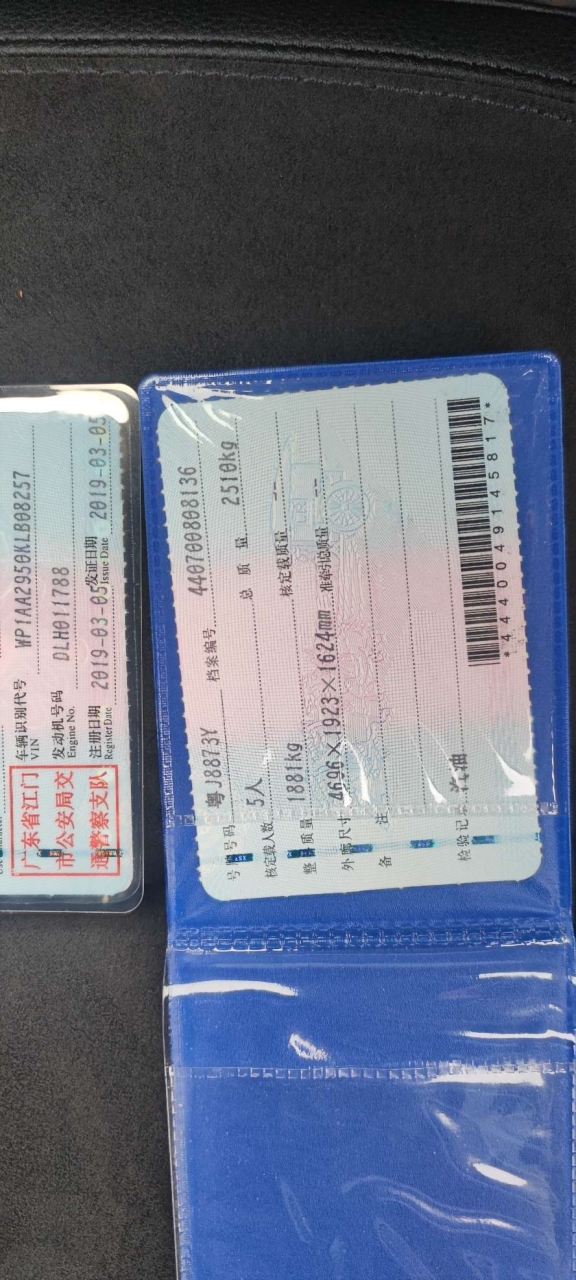 车辆识别代号 WP1AA2950KLB08257
VIN
发动机号码 DLH011788
Engine No.
注册日期 2019-03-05 发证日期 2019-03-05
Register Date Issue Date
广东省江门
市公安局交
通警察支队
号牌号码 粤J8873Y 档案编号 440700808136
核定载人数 5人 总质量 2510kg
整备质量 1881kg 核定载质量 --
外廓尺寸 4696×1923×1624mm 准牵引总质量 --
备注
检验记录 汽油
*4440049145817*